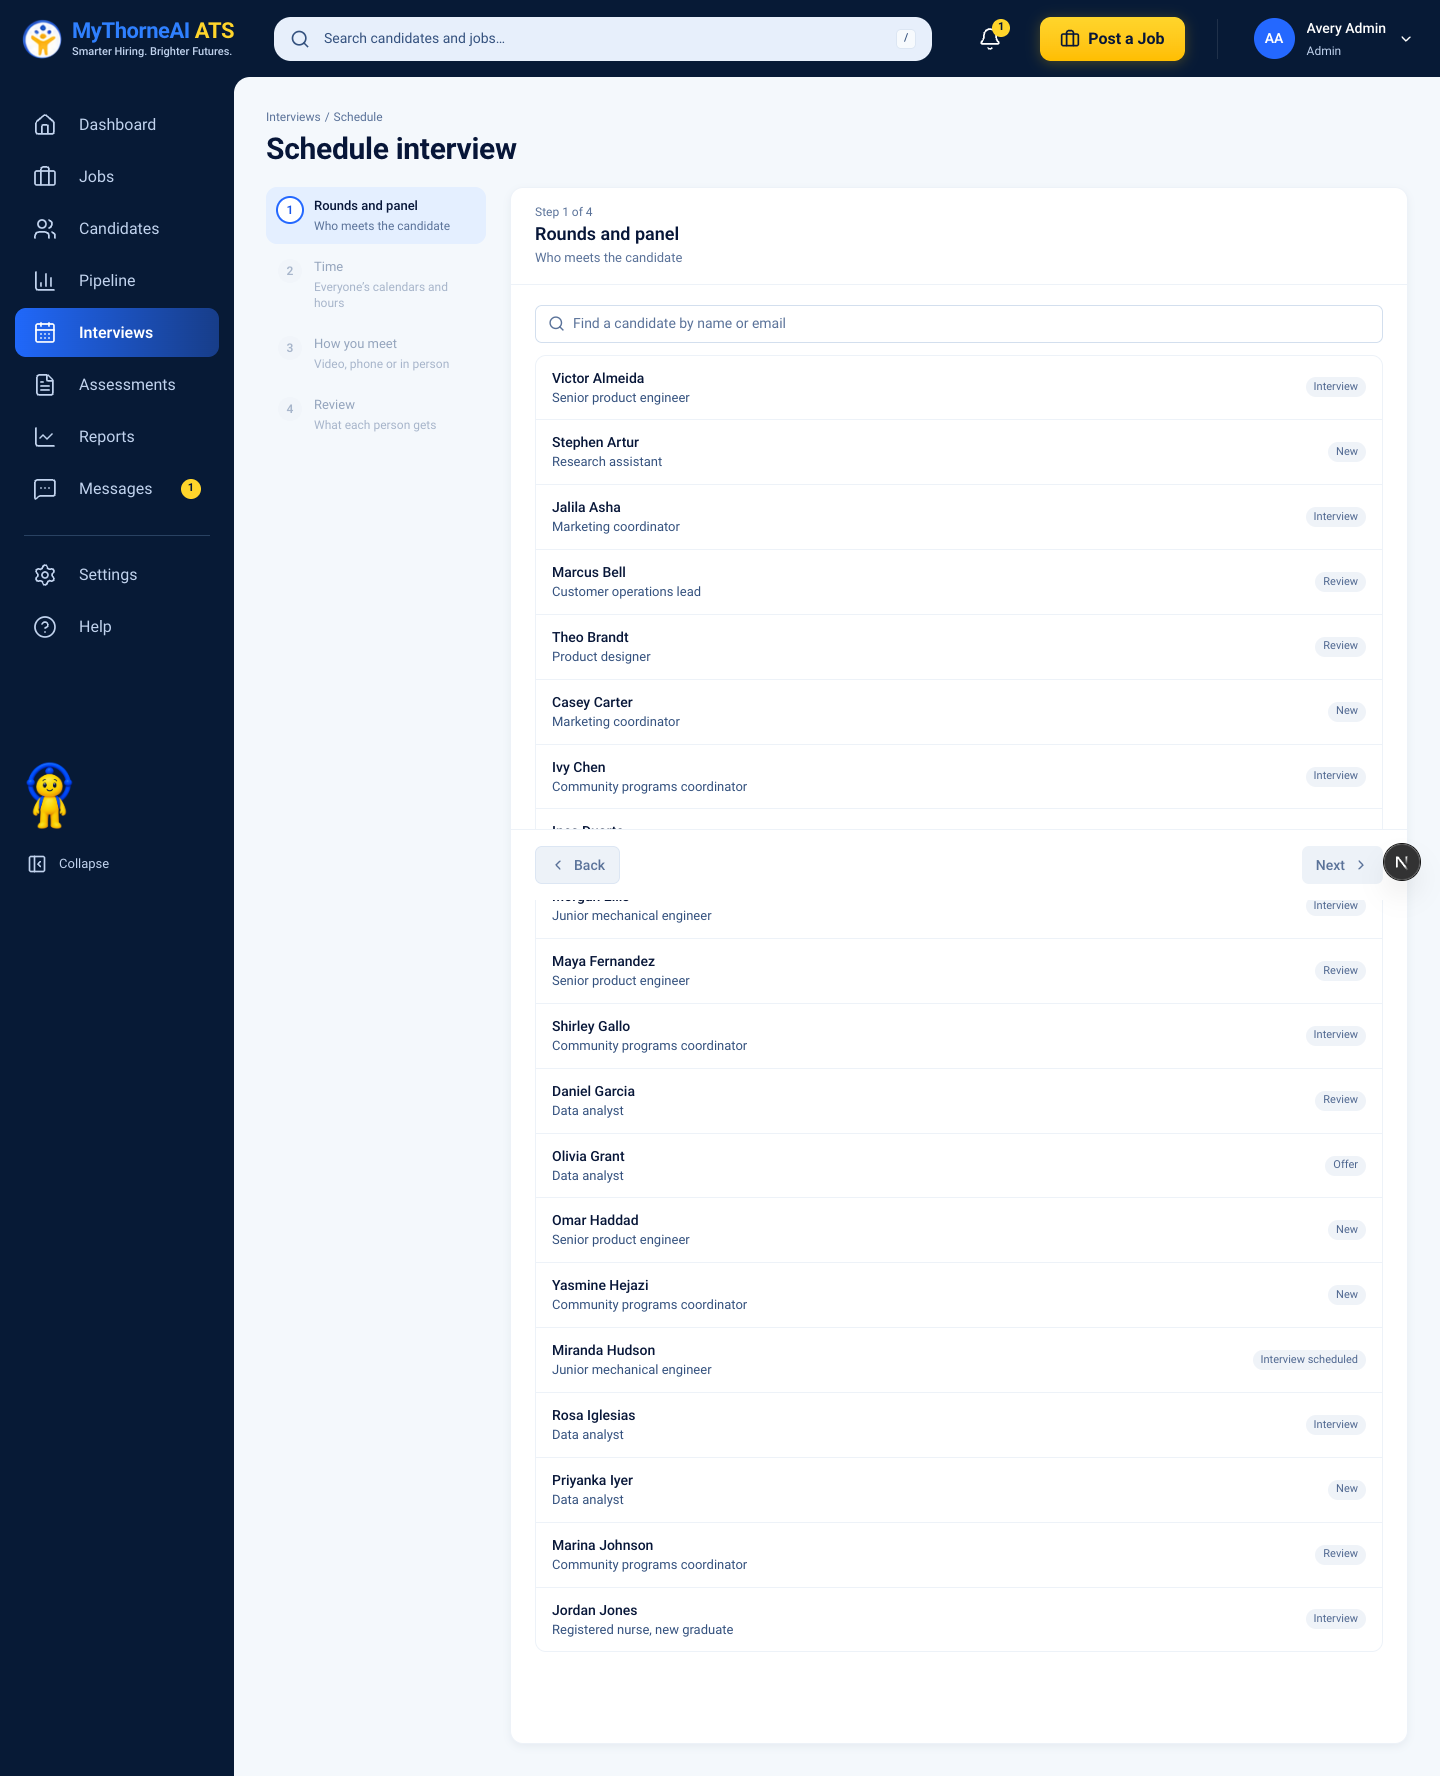 MyThorneAI ATS
Smarter Hiring. Brighter Futures.
Search candidates and jobs…
/
1
Post a Job
AA
Avery Admin
Admin
Dashboard
Jobs
Candidates
Pipeline
Interviews
Assessments
Reports
Messages
1
Settings
Help
Collapse
Interviews / Schedule
Schedule interview
1
Rounds and panel
Who meets the candidate
2
Time
Everyone's calendars and
hours
3
How you meet
Video, phone or in person
4
Review
What each person gets
Step 1 of 4
Rounds and panel
Who meets the candidate
Find a candidate by name or email
Victor Almeida
Senior product engineer
Interview
Stephen Artur
Research assistant
New
Jalila Asha
Marketing coordinator
Interview
Marcus Bell
Customer operations lead
Review
Theo Brandt
Product designer
Review
Casey Carter
Marketing coordinator
New
Ivy Chen
Community programs coordinator
Interview
Back
Next
N
Junior mechanical engineer
Interview
Maya Fernandez
Senior product engineer
Review
Shirley Gallo
Community programs coordinator
Interview
Daniel Garcia
Data analyst
Review
Olivia Grant
Data analyst
Offer
Omar Haddad
Senior product engineer
New
Yasmine Hejazi
Community programs coordinator
New
Miranda Hudson
Junior mechanical engineer
Interview scheduled
Rosa Iglesias
Data analyst
Interview
Priyanka Iyer
Data analyst
New
Marina Johnson
Community programs coordinator
Review
Jordan Jones
Registered nurse, new graduate
Interview